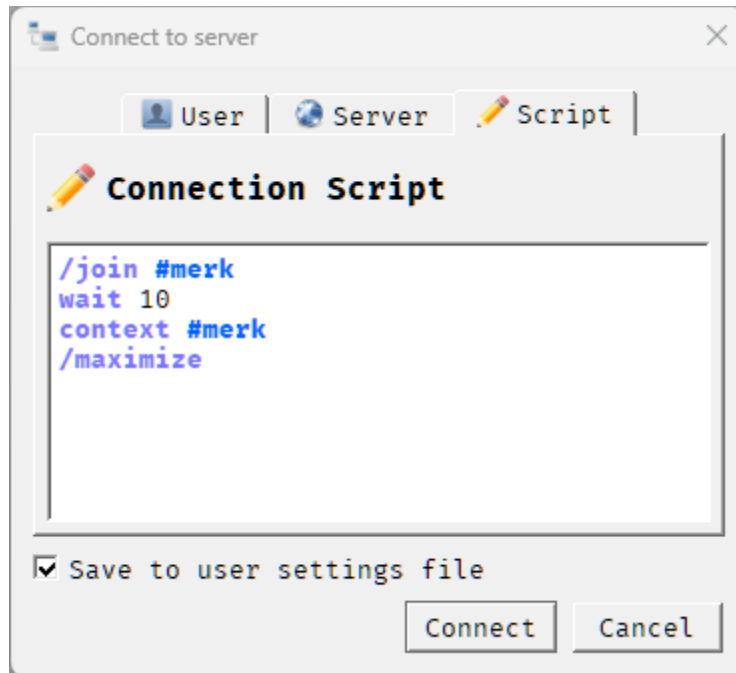 Connect to server
User
Server
Script
Connection Script
/join #merk
wait 10
context #merk
/maximize
Save to user settings file
Connect
Cancel